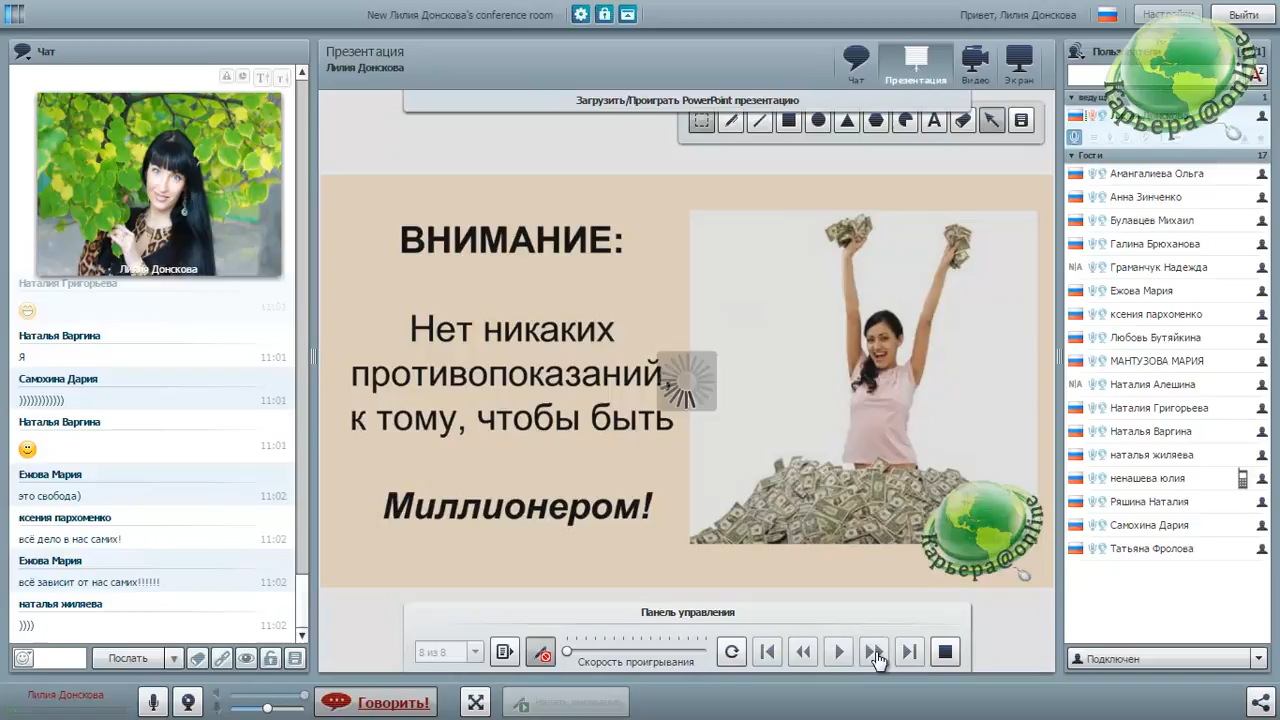 New Лилия Донскова's conference room
Привет, Лилия Донскова
Настройки
Выйти
Чат
Лилия Донскова
Наталия Григорьева
11:01
Наталья Варгина
Я
11:01
Самохина Дария
))))))))))))
11:01
Наталья Варгина
11:01
Ежова Мария
это свобода)
11:02
ксения пархоменко
всё дело в нас самих!
11:02
Ежова Мария
всё зависит от нас самих!!!!!!
11:02
наталья жиляева
))))
11:02
Послать
Презентация
Лилия Донскова
Чат
Презентация
Видео
Экран
Загрузить/Проиграть PowerPoint презентацию
ВНИМАНИЕ:
Нет никаких
противопоказаний,
к тому, чтобы быть
Миллионером!
Карьера@online
Панель управления
8 из 8
Скорость проигрывания
Карьера@online
1
Гости
17
Амангалиева Ольга
Анна Зинченко
Булавцев Михаил
Галина Брюханова
N|A Граманчук Надежда
Ежова Мария
ксения пархоменко
Любовь Бутяйкина
МАНТУЗОВА МАРИЯ
N|A Наталия Алешина
Наталия Григорьева
Наталья Варгина
наталья жиляева
ненашева юлия
Ряшина Наталия
Самохина Дария
Татьяна Фролова
Подключен
Лилия Донскова
Говорить!